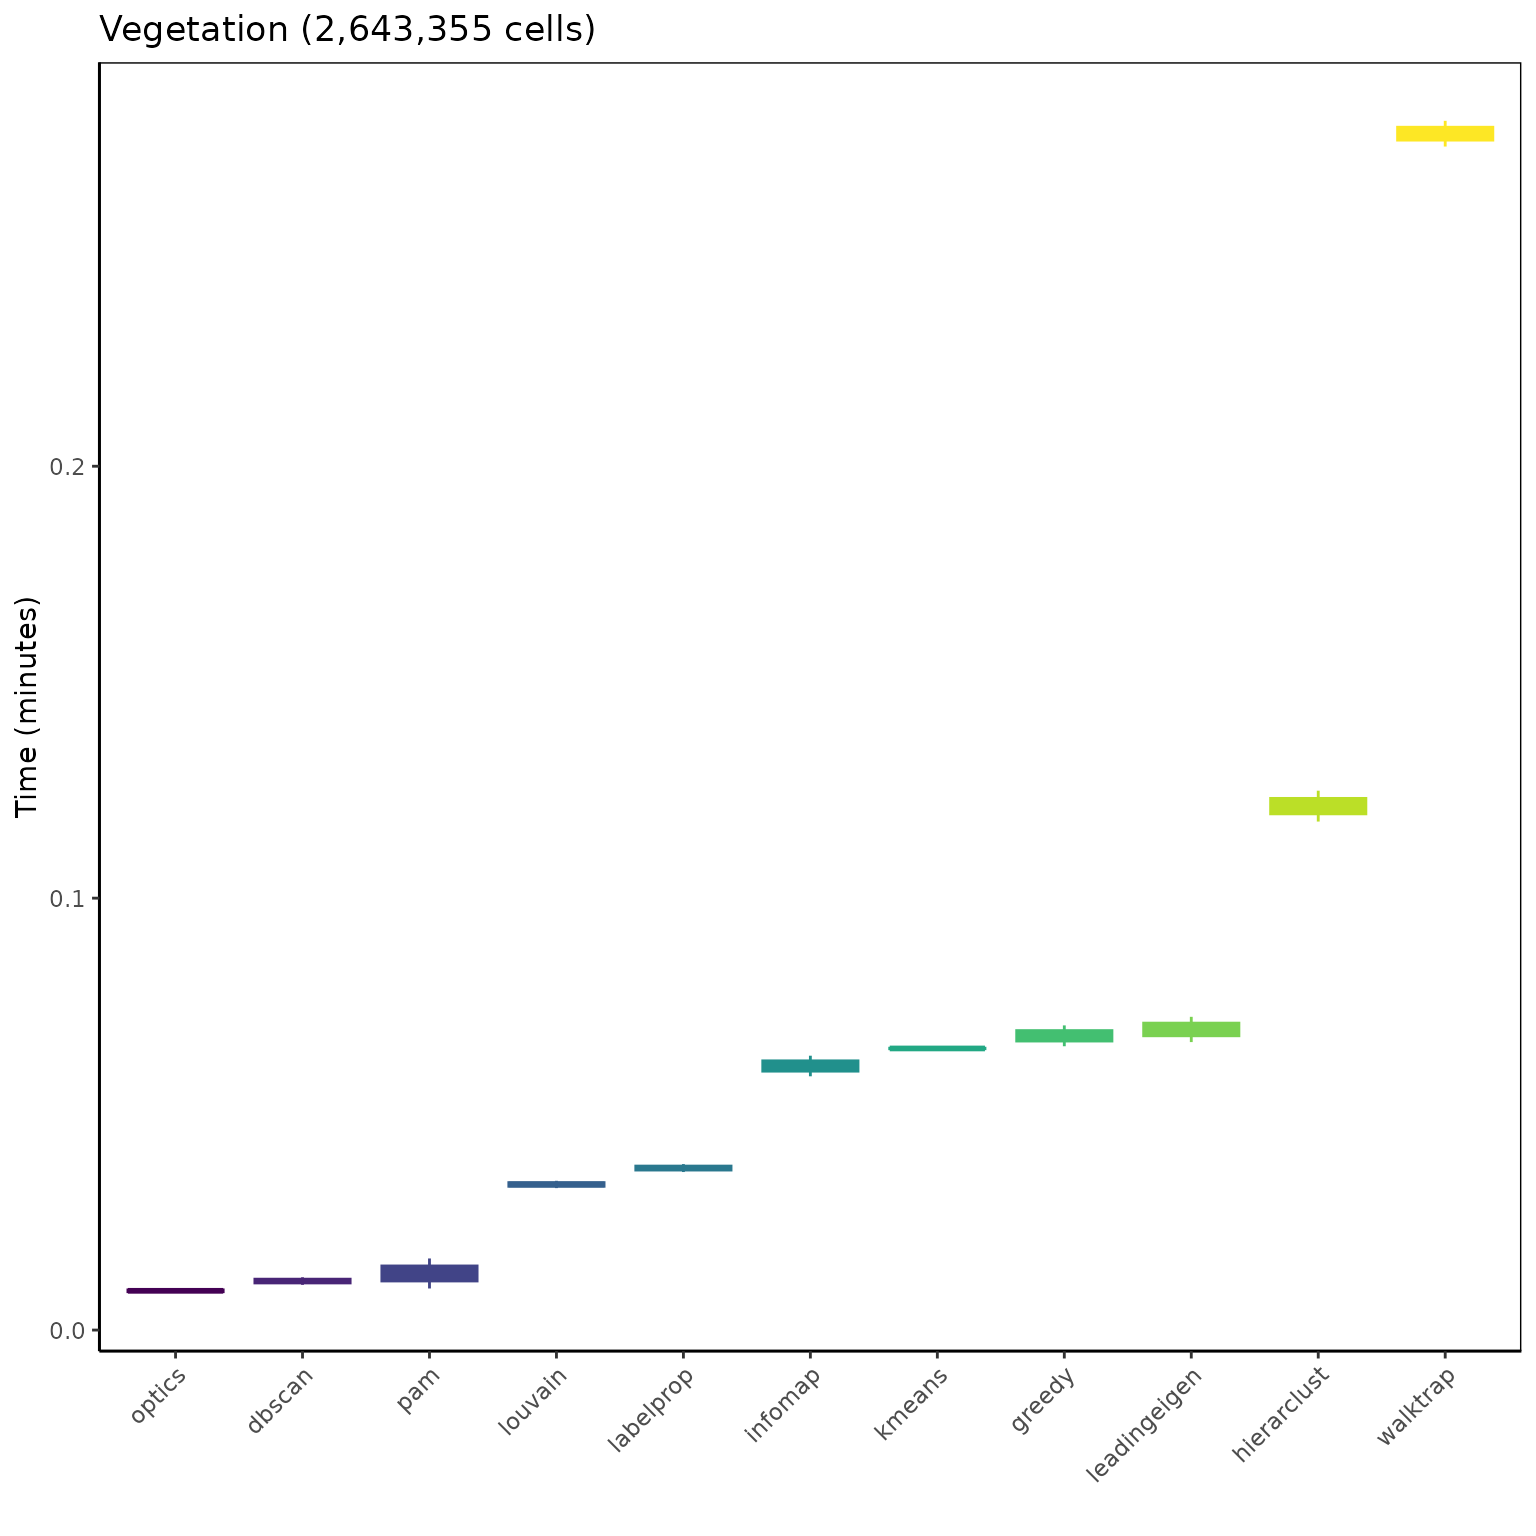 Vegetation (2,643,355 cells)
Time (minutes)
0.2
0.1
0.0
optics
dbscan
pam
louvain
labelprop
infomap
kmeans
greedy
leadingeigen
hierarclust
walktrap